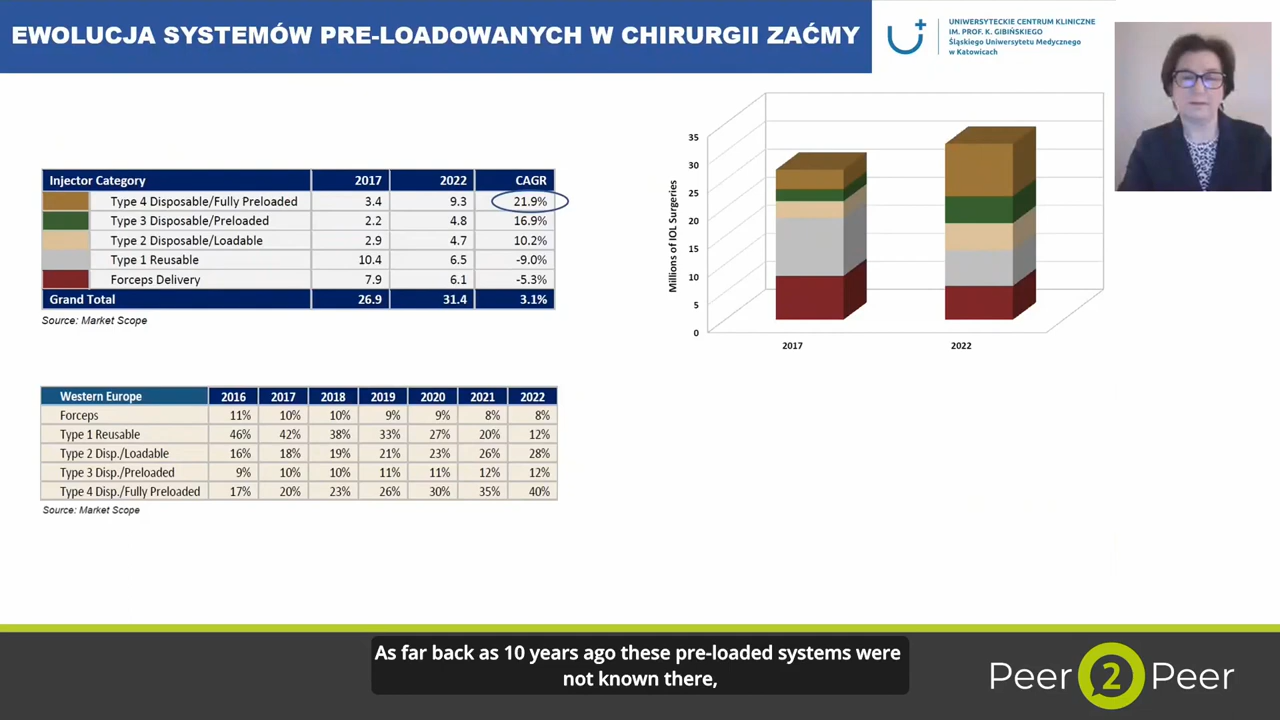 EWOLUCJA SYSTEMÓW PRE-LOADOWANYCH W CHIRURGII ZAĆMY
UNIWERSYTECKIE CENTRUM KLINICZNE
IM. PROF. K. GIBIŃSKIEGO
Śląskiego Uniwersytetu Medycznego
w Katowicach
Injector Category 2017 2022 CAGR
Type 4 Disposable/Fully Preloaded 3.4 9.3 21.9%
Type 3 Disposable/Preloaded 2.2 4.8 16.9%
Type 2 Disposable/Loadable 2.9 4.7 10.2%
Type 1 Reusable 10.4 6.5 -9.0%
Forceps Delivery 7.9 6.1 -5.3%
Grand Total 26.9 31.4 3.1%
Source: Market Scope
Millions of IOL Surgeries
35
30
25
20
15
10
5
0
2017 2022
Western Europe 2016 2017 2018 2019 2020 2021 2022
Forceps 11% 10% 10% 9% 9% 8% 8%
Type 1 Reusable 46% 42% 38% 33% 27% 20% 12%
Type 2 Disp./Loadable 16% 18% 19% 21% 23% 26% 28%
Type 3 Disp./Preloaded 9% 10% 10% 11% 11% 12% 12%
Type 4 Disp./Fully Preloaded 17% 20% 23% 26% 30% 35% 40%
Source: Market Scope
As far back as 10 years ago these pre-loaded systems were
not known there,
Peer 2 Peer